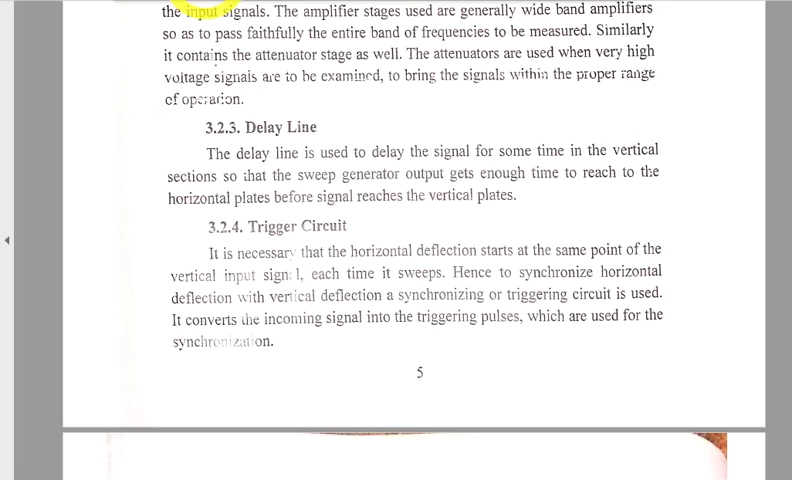 the input signals. The amplifier stages used are generally wide band amplifiers
so as to pass faithfully the entire band of frequencies to be measured. Similarly
it contains the attenuator stage as well. The attenuators are used when very high
voltage signals are to be examined, to bring the signals within the proper range
of operation.
3.2.3. Delay Line
The delay line is used to delay the signal for some time in the vertical
sections so that the sweep generator output gets enough time to reach to the
horizontal plates before signal reaches the vertical plates.
3.2.4. Trigger Circuit
It is necessary that the horizontal deflection starts at the same point of the
vertical input signal, each time it sweeps. Hence to synchronize horizontal
deflection with vertical deflection a synchronizing or triggering circuit is used.
It converts the incoming signal into the triggering pulses, which are used for the
synchronization.
5